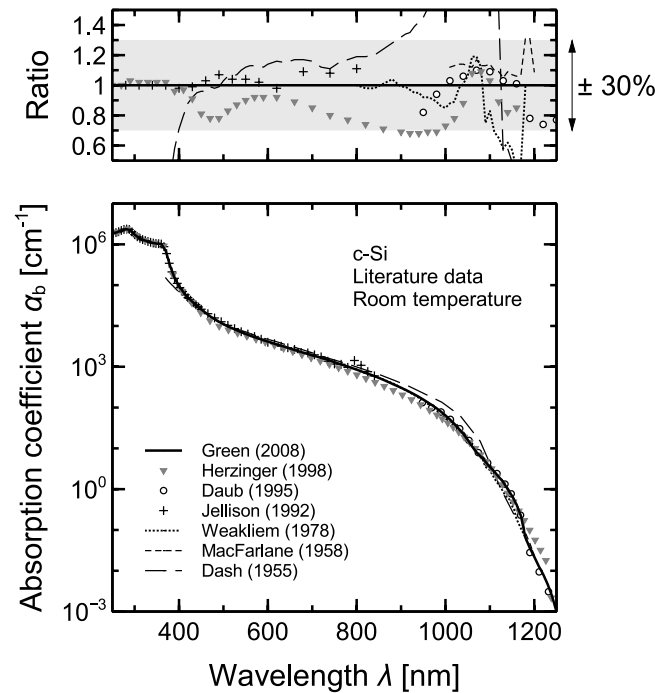 1.4
1.2
1
0.8
0.6
Ratio
± 30%
10^6
10^3
10^0
10^−3
Absorption coefficient α_b [cm^-1]
c-Si
Literature data
Room temperature
Green (2008)
Herzinger (1998)
Daub (1995)
Jellison (1992)
Weakliem (1978)
MacFarlane (1958)
Dash (1955)
400 600 800 1000 1200
Wavelength λ [nm]